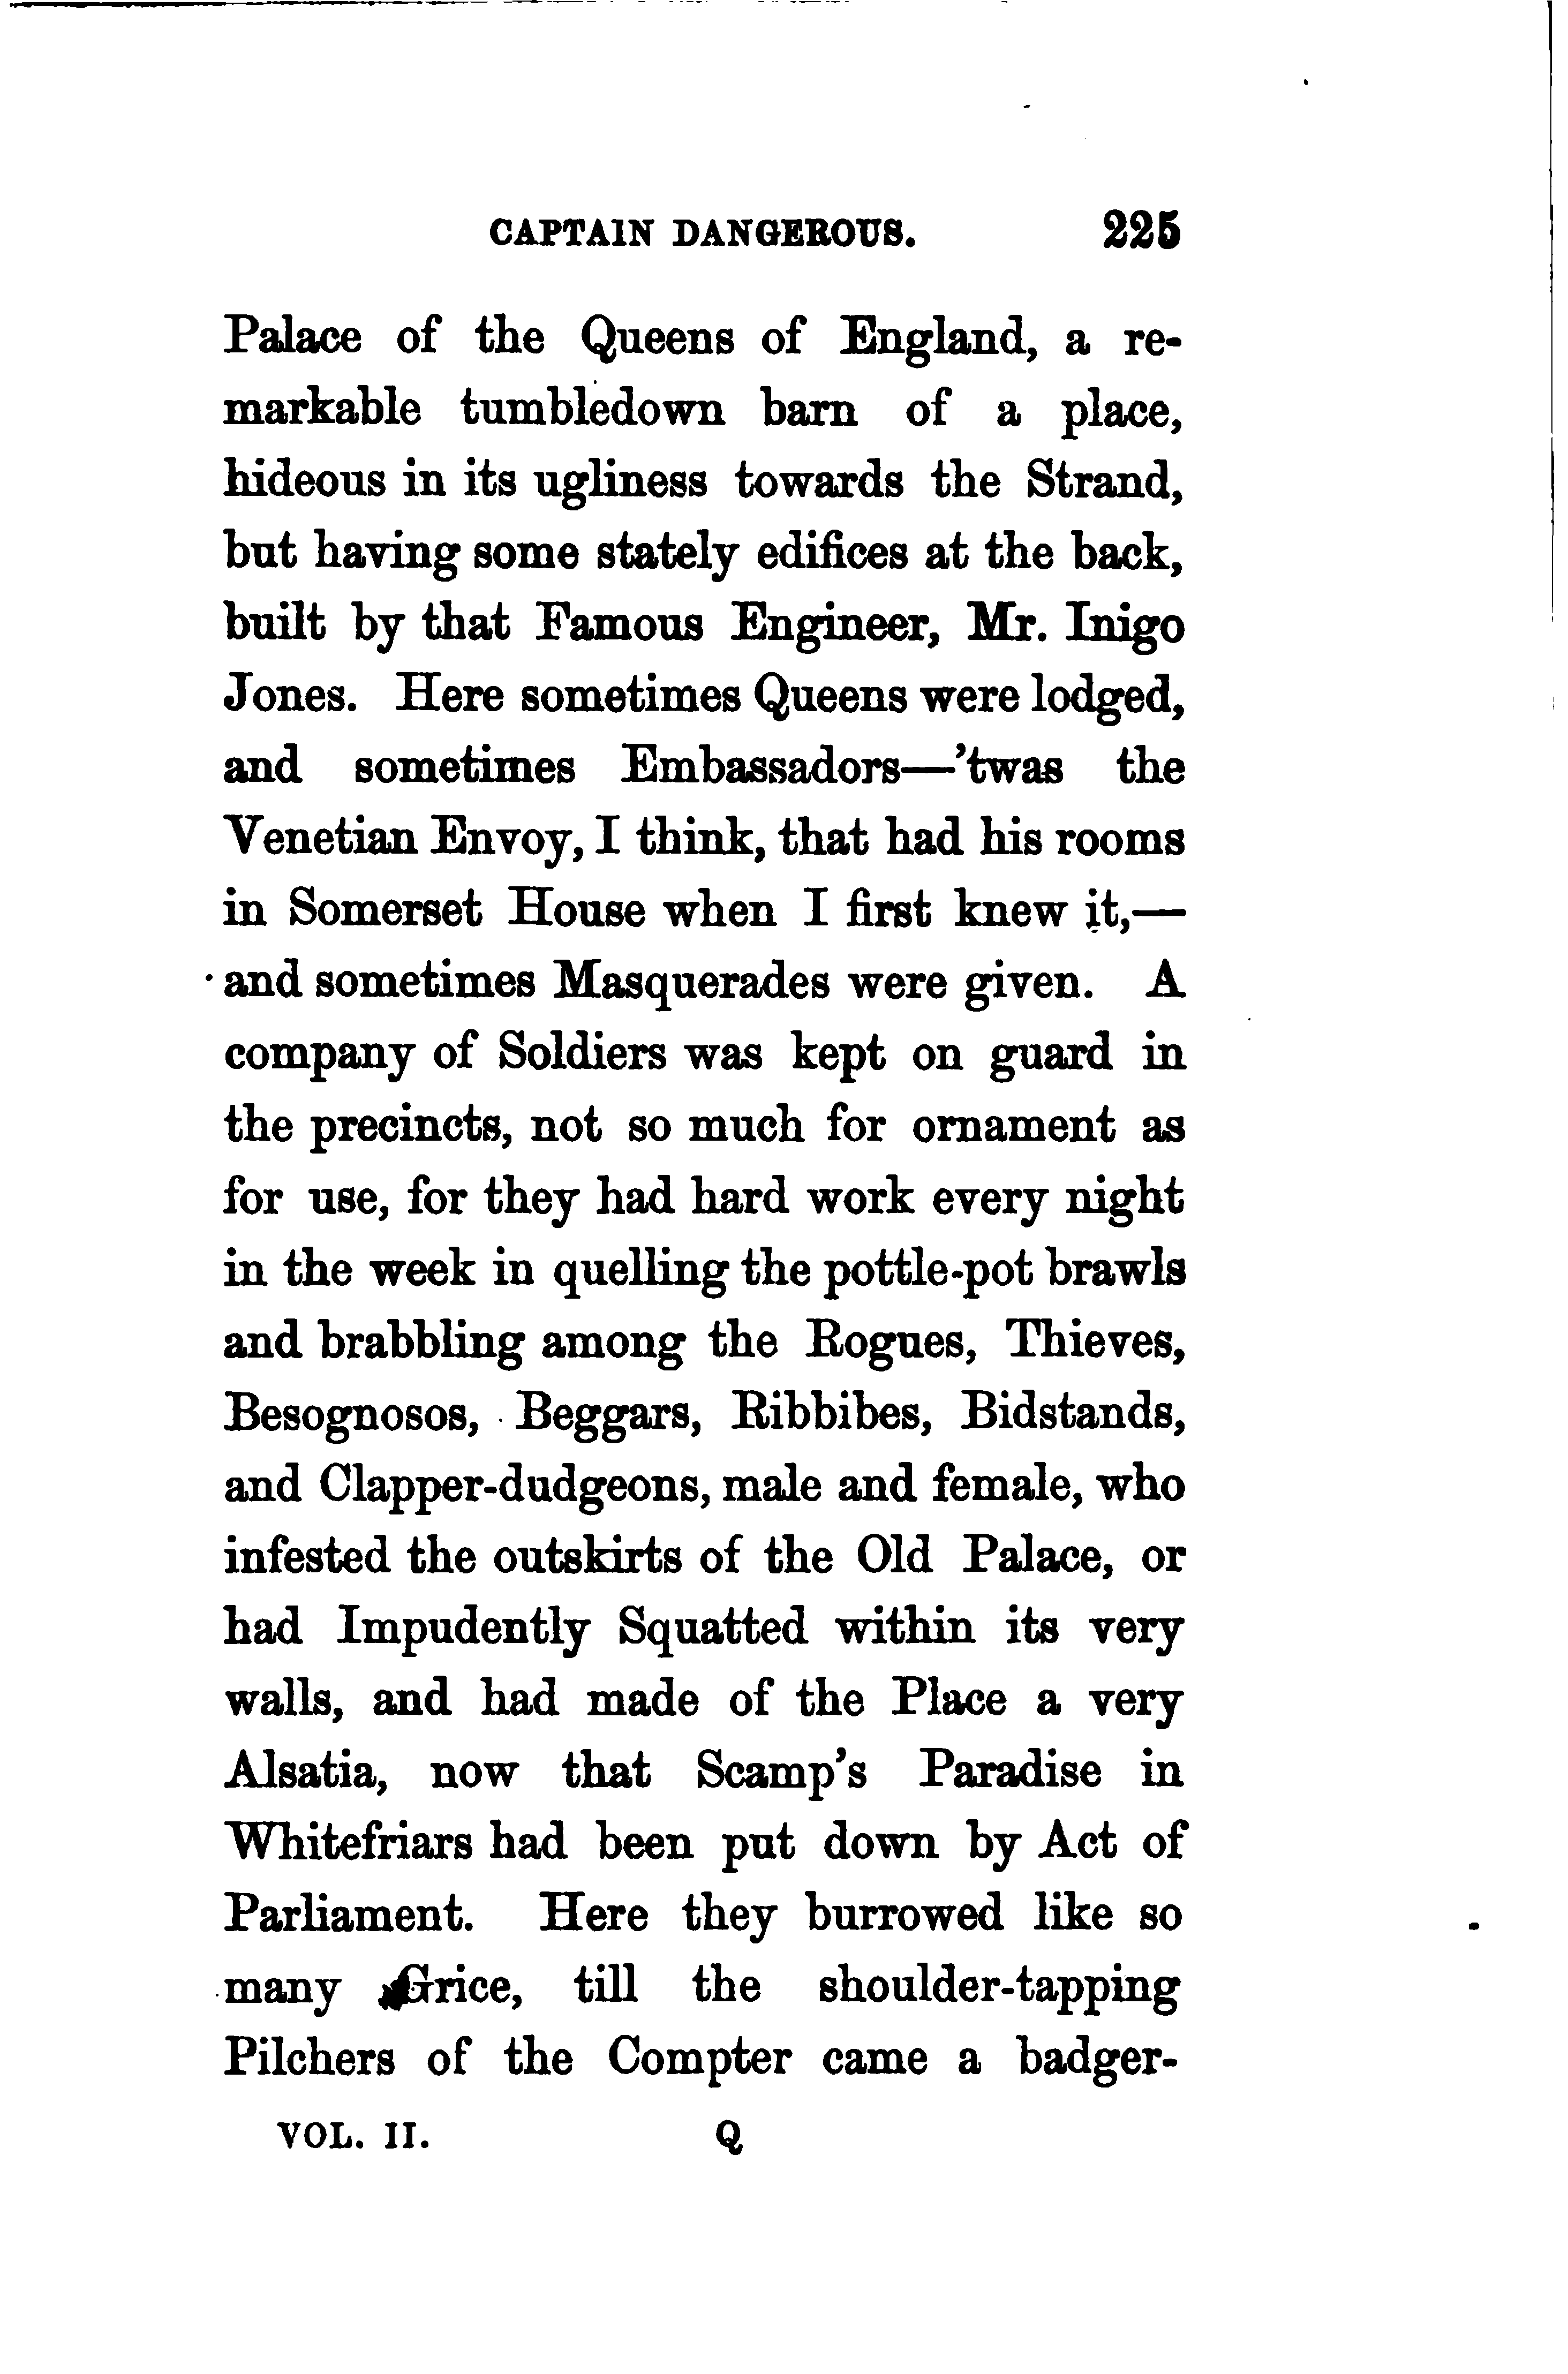 CAPTAIN DANGEROUS. 225
Palace of the Queens of England, a re-
markable tumbledown barn of a place,
hideous in its ugliness towards the Strand,
but having some stately edifices at the back,
built by that Famous Engineer, Mr. Inigo
Jones. Here sometimes Queens were lodged,
and sometimes Embassadors—'twas the
Venetian Envoy, I think, that had his rooms
in Somerset House when I first knew it,—
and sometimes Masquerades were given. A
company of Soldiers was kept on guard in
the precincts, not so much for ornament as
for use, for they had hard work every night
in the week in quelling the pottle-pot brawls
and brabbling among the Rogues, Thieves,
Besognosos, Beggars, Ribbibes, Bidstands,
and Clapper-dudgeons, male and female, who
infested the outskirts of the Old Palace, or
had Impudently Squatted within its very
walls, and had made of the Place a very
Alsatia, now that Scamp's Paradise in
Whitefriars had been put down by Act of
Parliament. Here they burrowed like so
many Grice, till the shoulder-tapping
Pilchers of the Compter came a badger-
VOL. II. Q